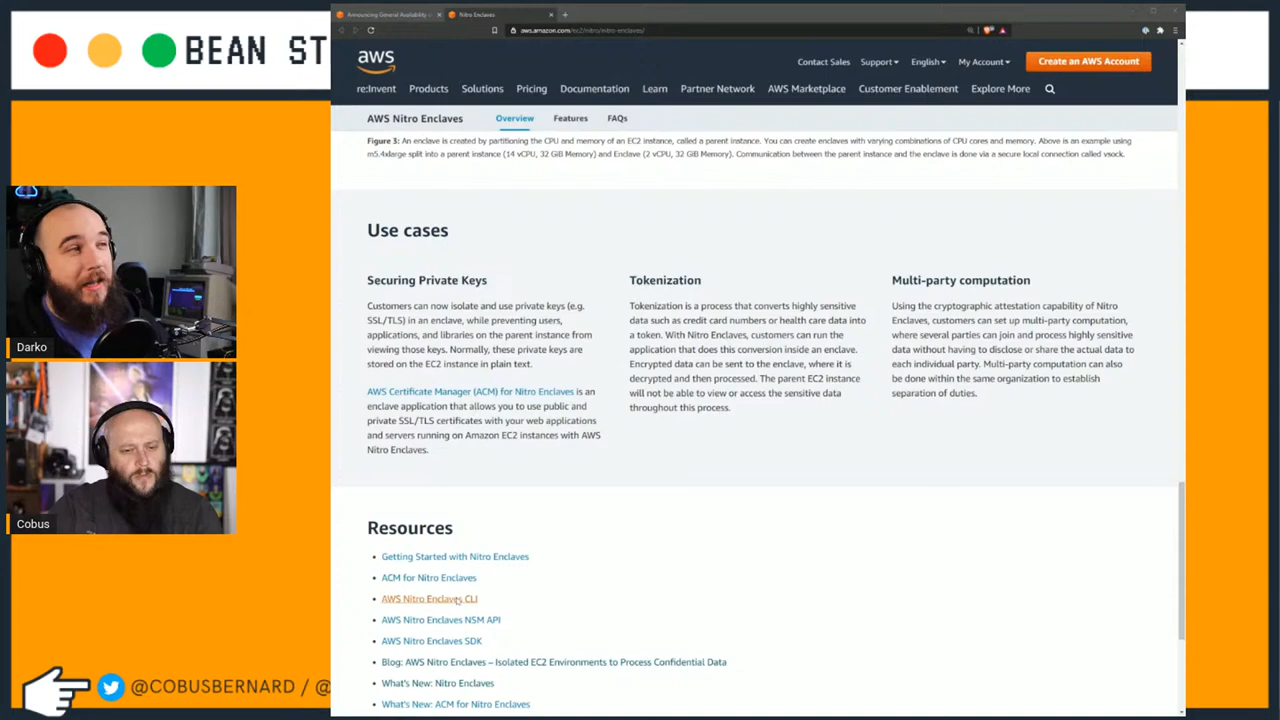 BEAN ST
Announcing General Availability
Nitro Enclaves
aws.amazon.com/ec2/nitro/nitro-enclaves/
aws
Contact Sales Support English My Account Create an AWS Account
re:Invent Products Solutions Pricing Documentation Learn Partner Network AWS Marketplace Customer Enablement Explore More
AWS Nitro Enclaves Overview Features FAQs
Figure 3: An enclave is created by partitioning the CPU and memory of an EC2 instance, called a parent instance. You can create enclaves with varying combinations of CPU cores and memory. Above is an example using
m5.4xlarge split into a parent instance (14 vCPU, 32 GiB Memory) and Enclave (2 vCPU, 32 GiB Memory). Communication between the parent instance and the enclave is done via a secure local connection called vsock.
Use cases
Securing Private Keys
Customers can now isolate and use private keys (e.g.
SSL/TLS) in an enclave, while preventing users,
applications, and libraries on the parent instance from
viewing those keys. Normally, these private keys are
stored on the EC2 instance in plain text.
AWS Certificate Manager (ACM) for Nitro Enclaves is an
enclave application that allows you to use public and
private SSL/TLS certificates with your web applications
and servers running on Amazon EC2 instances with AWS
Nitro Enclaves.
Tokenization
Tokenization is a process that converts highly sensitive
data such as credit card numbers or health care data into
a token. With Nitro Enclaves, customers can run the
application that does this conversion inside an enclave.
Encrypted data can be sent to the enclave, where it is
decrypted and then processed. The parent EC2 instance
will not be able to view or access the sensitive data
throughout this process.
Multi-party computation
Using the cryptographic attestation capability of Nitro
Enclaves, customers can set up multi-party computation,
where several parties can join and process highly sensitive
data without having to disclose or share the actual data to
each individual party. Multi-party computation can also
be done within the same organization to establish
separation of duties.
Darko
Cobus
Resources
Getting Started with Nitro Enclaves
ACM for Nitro Enclaves
AWS Nitro Enclaves CLI
AWS Nitro Enclaves NSM API
AWS Nitro Enclaves SDK
Blog: AWS Nitro Enclaves – Isolated EC2 Environments to Process Confidential Data
What's New: Nitro Enclaves
What's New: ACM for Nitro Enclaves
@COBUSBERNARD / @